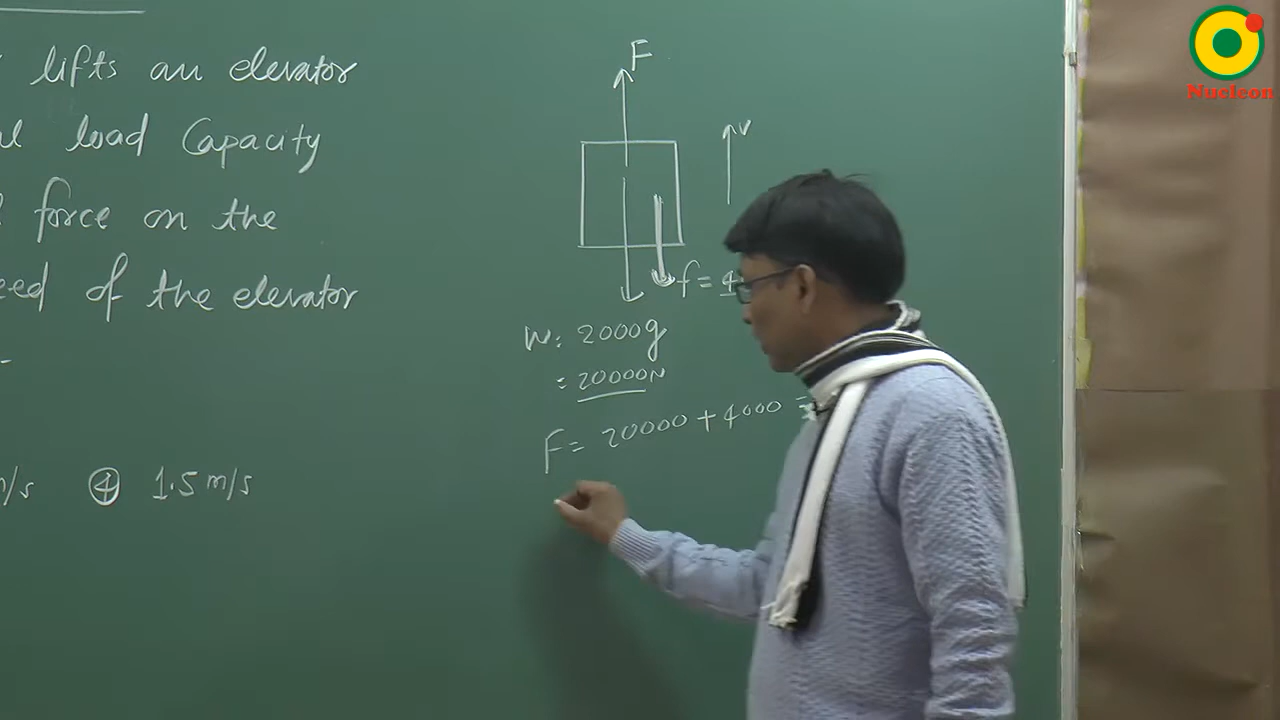 lifts an elevator
load Capacity
force on the
of the elevator
④ 1.5 m/s
F
v
f = 4
W = 2000g
= 20000N
F = 20000 + 4000 =
Nucleon